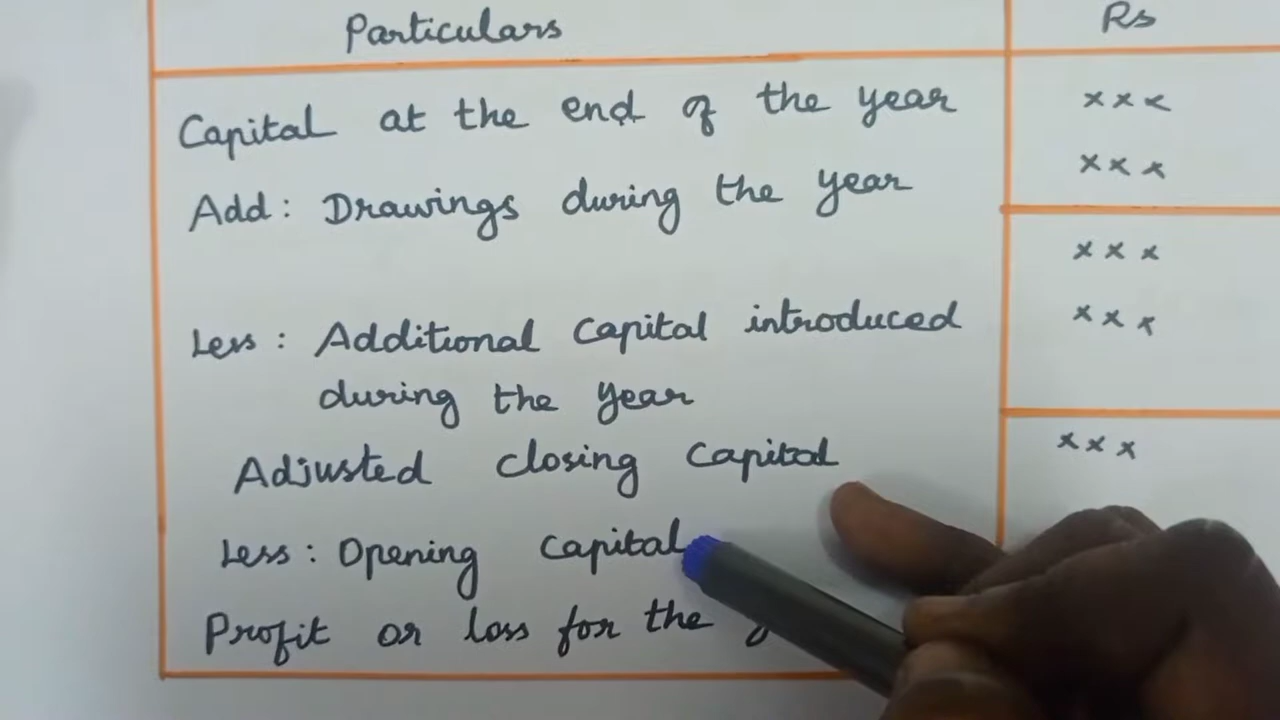 Particulars Rs
Capital at the end of the year xxx
Add: Drawings during the year xxx
xxx
Less: Additional Capital introduced xxx
during the year
Adjusted closing Capital xxx
Less: Opening Capital
Profit or loss for the